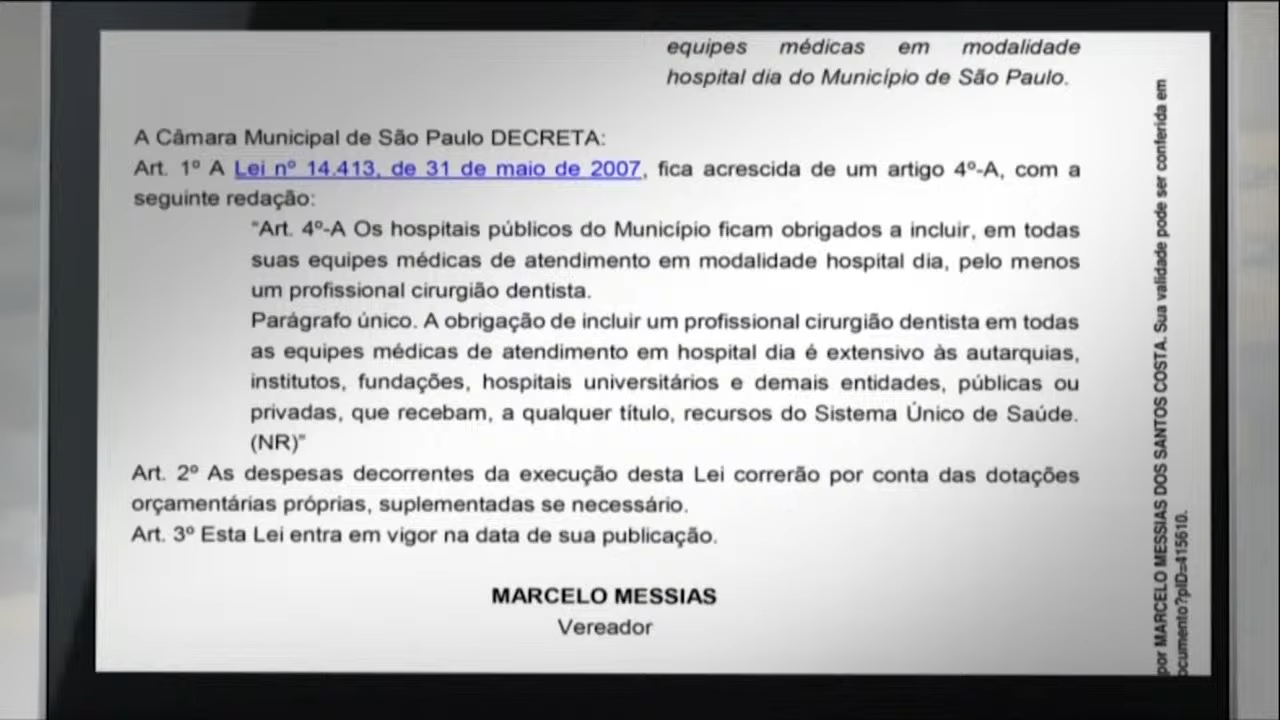 equipes médicas em modalidade
hospital dia do Município de São Paulo.
A Câmara Municipal de São Paulo DECRETA:
Art. 1º A Lei nº 14.413, de 31 de maio de 2007, fica acrescida de um artigo 4º-A, com a
seguinte redação:
"Art. 4º-A Os hospitais públicos do Município ficam obrigados a incluir, em todas
suas equipes médicas de atendimento em modalidade hospital dia, pelo menos
um profissional cirurgião dentista.
Parágrafo único. A obrigação de incluir um profissional cirurgião dentista em todas
as equipes médicas de atendimento em hospital dia é extensivo às autarquias,
institutos, fundações, hospitais universitários e demais entidades, públicas ou
privadas, que recebam, a qualquer título, recursos do Sistema Único de Saúde.
(NR)"
Art. 2º As despesas decorrentes da execução desta Lei correrão por conta das dotações
orçamentárias próprias, suplementadas se necessário.
Art. 3º Esta Lei entra em vigor na data de sua publicação.
MARCELO MESSIAS
Vereador
por MARCELO MESSIAS DOS SANTOS COSTA. Sua validade pode ser conferida em
ocumento?pID=415610.